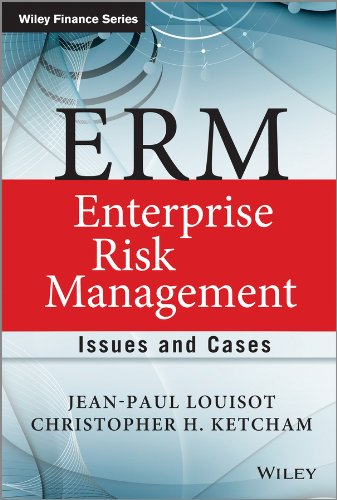 Wiley Finance Series
ERM
Enterprise
Risk
Management
Issues and Cases
JEAN-PAUL LOUISOT
CHRISTOPHER H. KETCHAM
WILEY